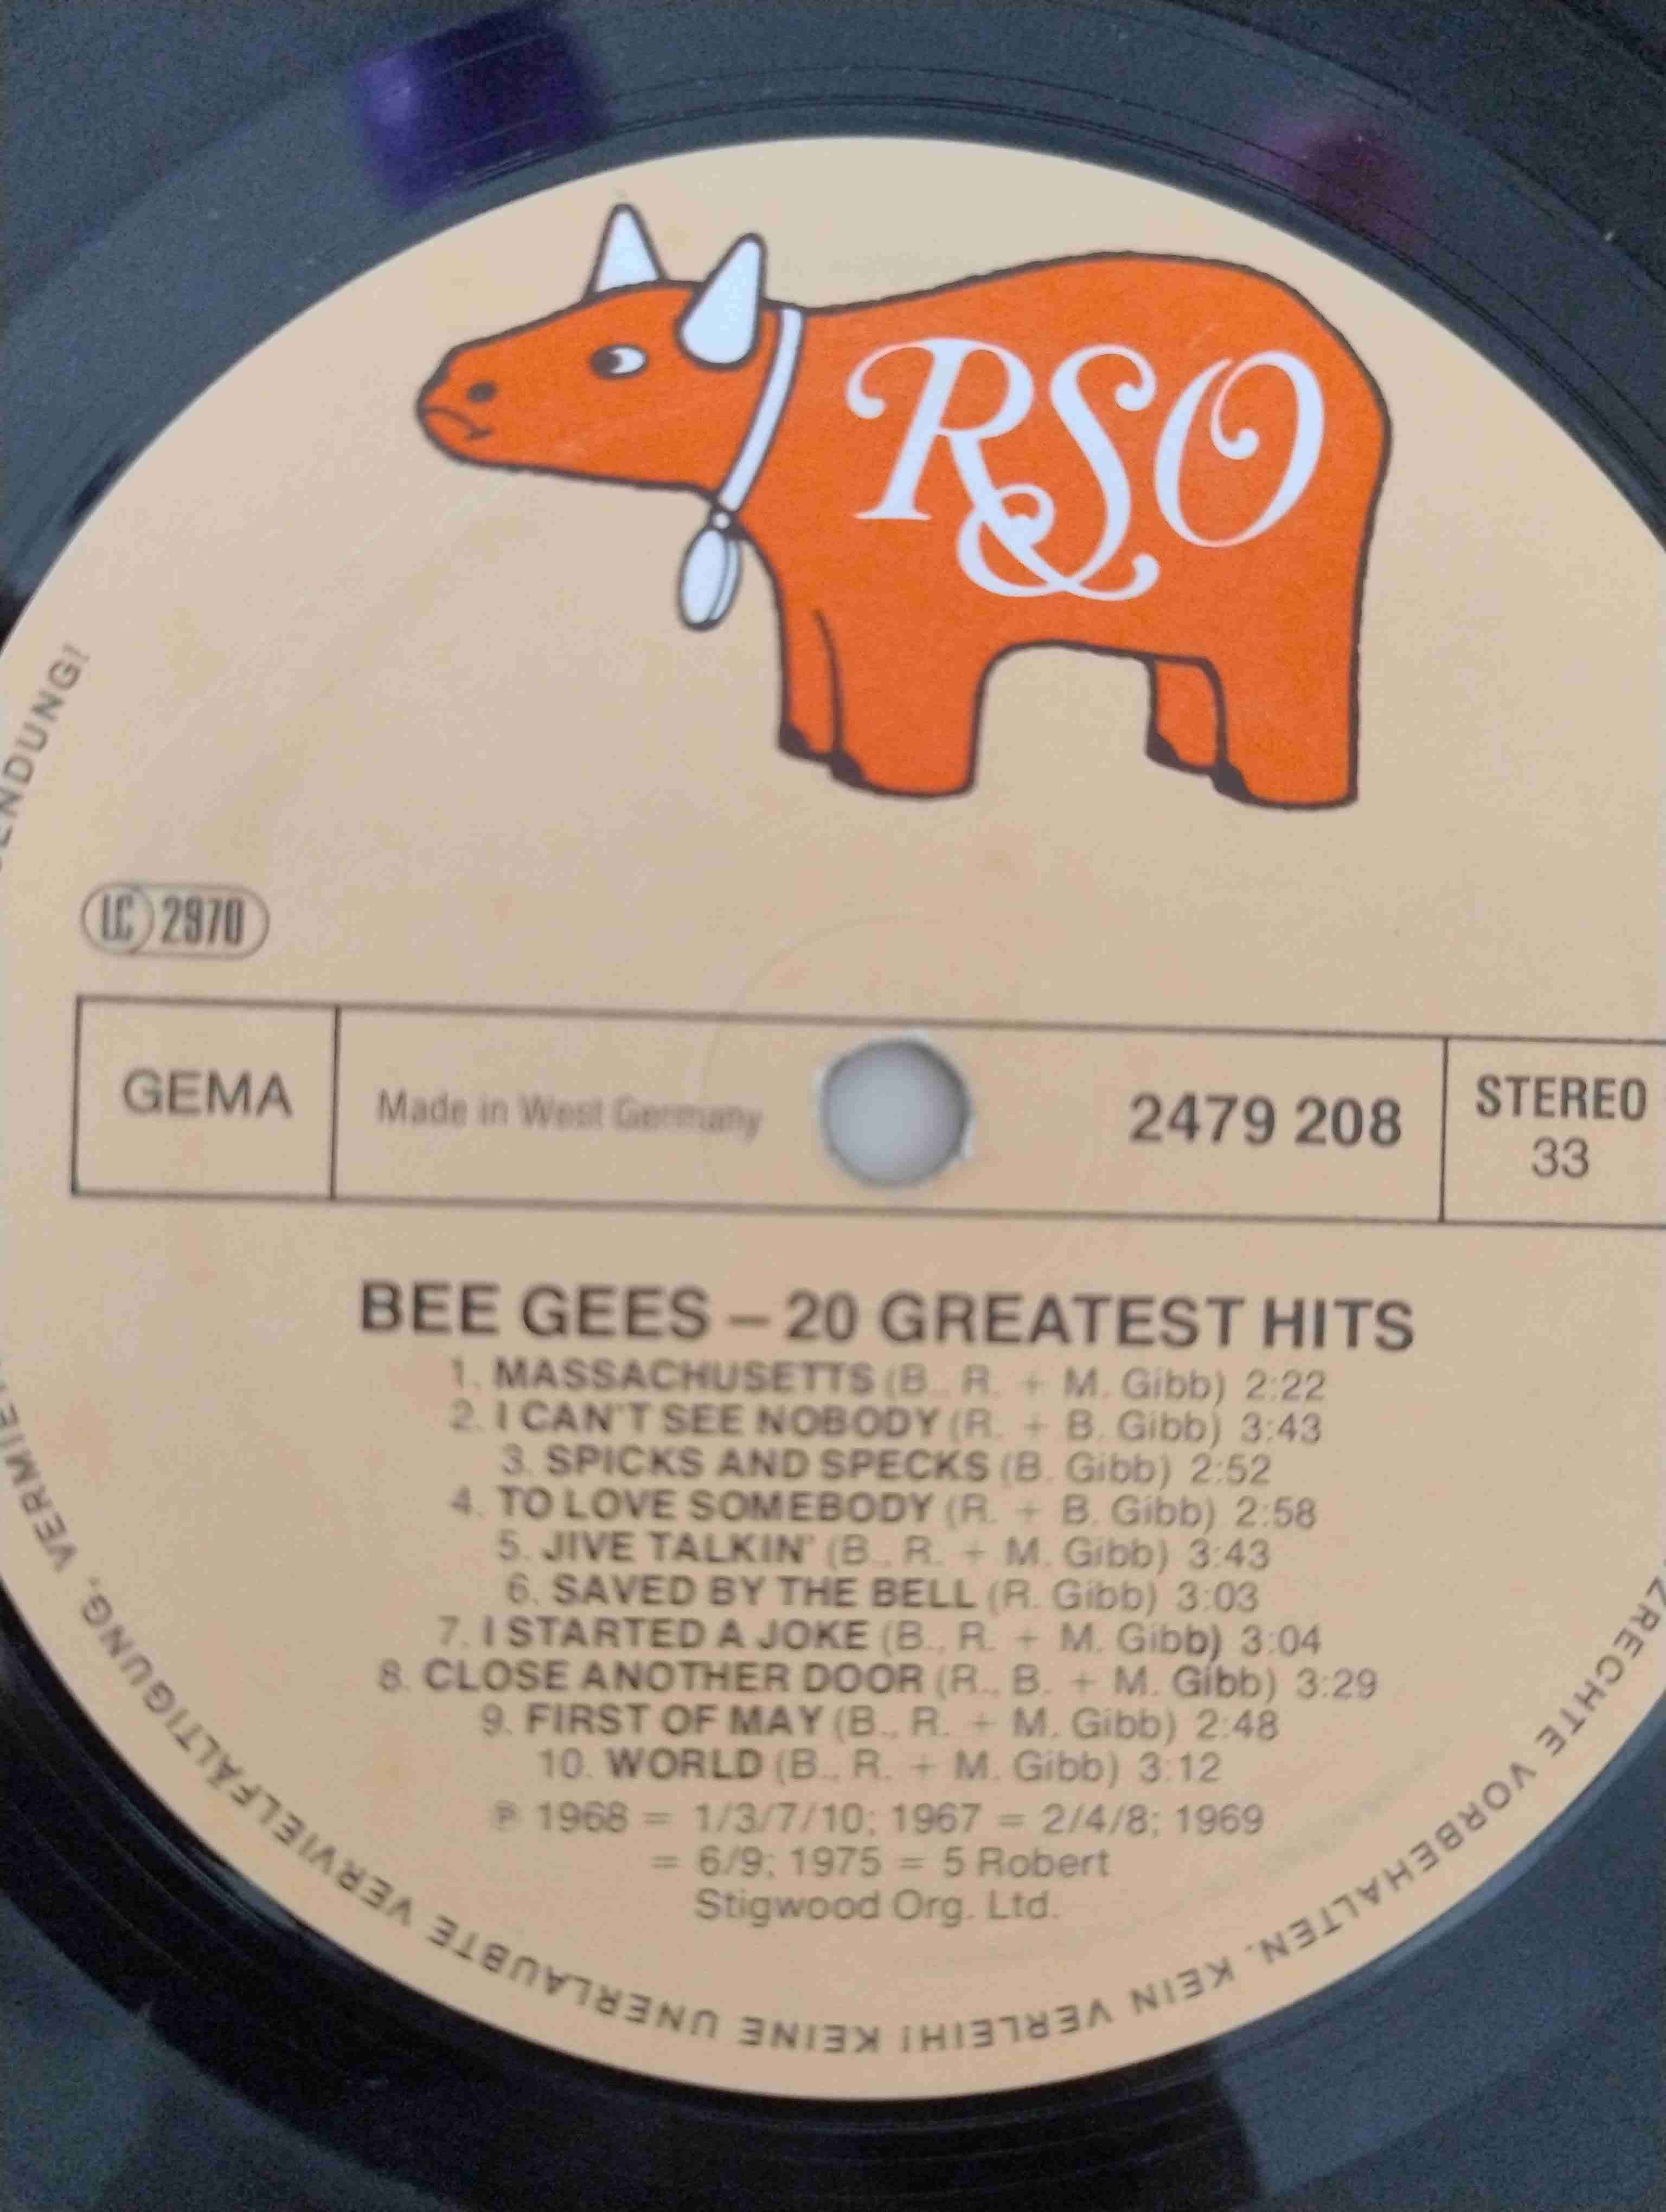 RSO
LC 2970
GEMA
Made in West Germany
2479 208
STEREO
33
BEE GEES – 20 GREATEST HITS
1. MASSACHUSETTS (B., R. + M. Gibb) 2:22
2. I CAN'T SEE NOBODY (R. + B. Gibb) 3:43
3. SPICKS AND SPECKS (B. Gibb) 2:52
4. TO LOVE SOMEBODY (R. + B. Gibb) 2:58
5. JIVE TALKIN' (B., R. + M. Gibb) 3:43
6. SAVED BY THE BELL (R. Gibb) 3:03
7. I STARTED A JOKE (B., R. + M. Gibb) 3:04
8. CLOSE ANOTHER DOOR (R., B. + M. Gibb) 3:29
9. FIRST OF MAY (B., R. + M. Gibb) 2:48
10. WORLD (B., R. + M. Gibb) 3:12
℗ 1968 = 1/3/7/10; 1967 = 2/4/8; 1969
= 6/9; 1975 = 5 Robert
Stigwood Org. Ltd.
VORBEHALTEN. KEIN VERLEIH! KEINE UNERLAUBTE VERVIELFÄLTIGUNG,